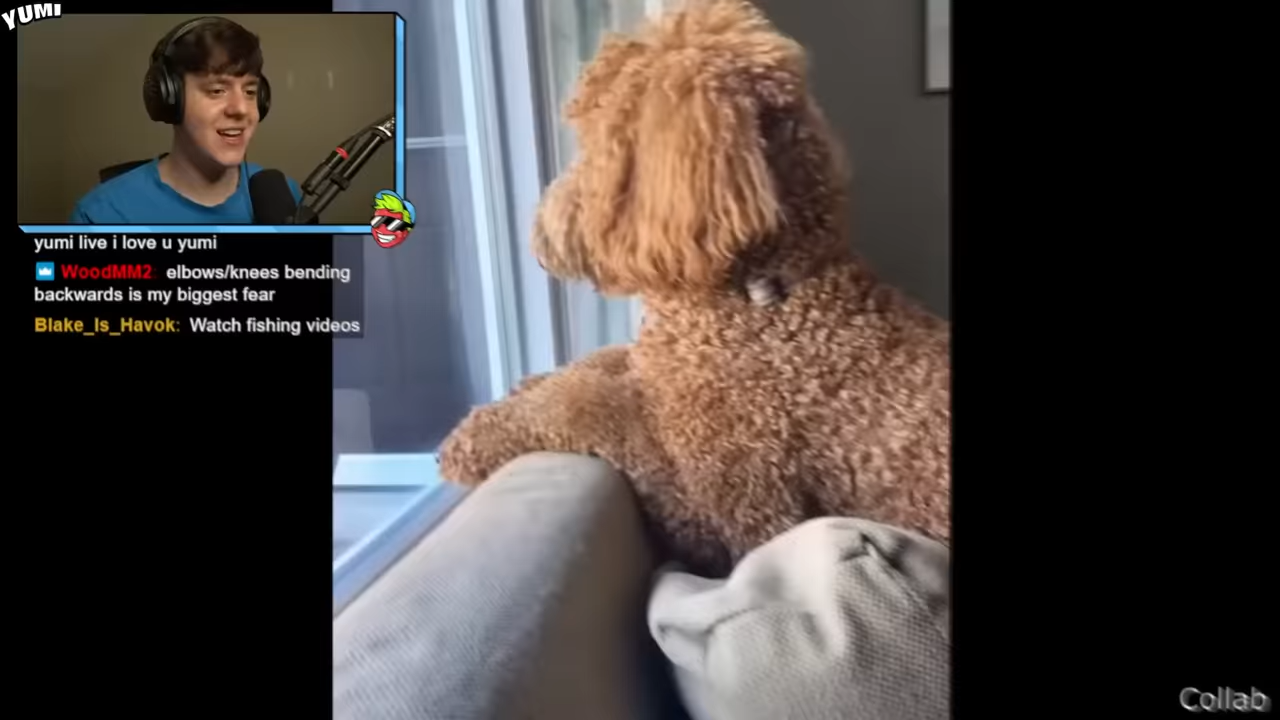 YUMI
yumi live i love u yumi
WoodMM2: elbows/knees bending
backwards is my biggest fear
Blake_Is_Havok: Watch fishing videos
Collab